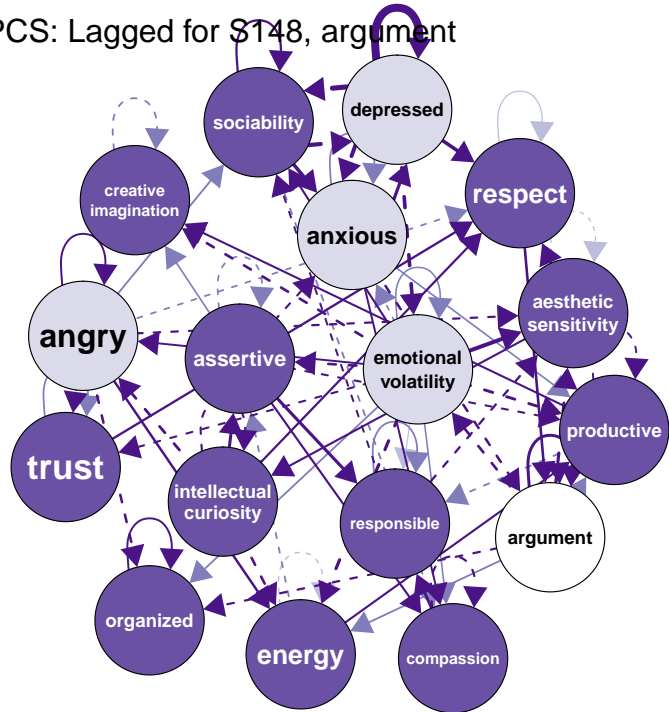 PCS: Lagged for S148, argument
depressed
sociability
creative
imagination
respect
anxious
aesthetic
sensitivity
angry
assertive
emotional
volatility
productive
trust
intellectual
curiosity
responsible
argument
organized
energy
compassion